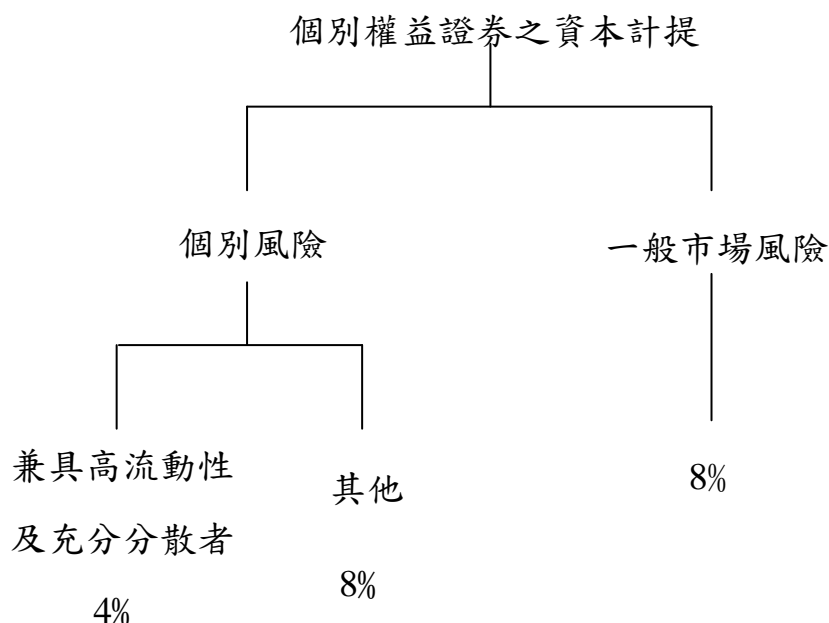 個別權益證券之資本計提
個別風險
一般市場風險
兼具高流動性
及充分分散者
4%
其他
8%
8%